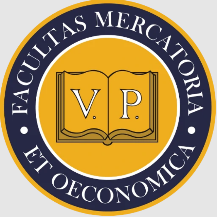 FACULTAS MERCATORIA
V. P.
• ET OECONOMICA •